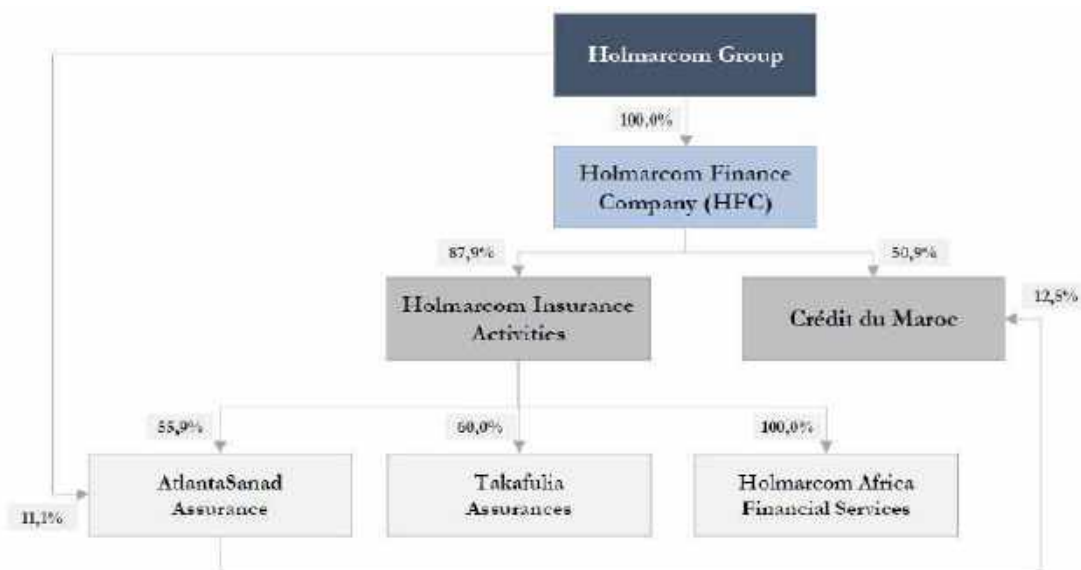 Holmarcom Group
100,0%
Holmarcom Finance
Company (HFC)
87,9%
50,9%
Holmarcom Insurance
Activities
Crédit du Maroc
12,8%
55,9%
60,0%
100,0%
AtlantaSanad
Assurance
Takafulia
Assurances
Holmarcom Africa
Financial Services
11,1%